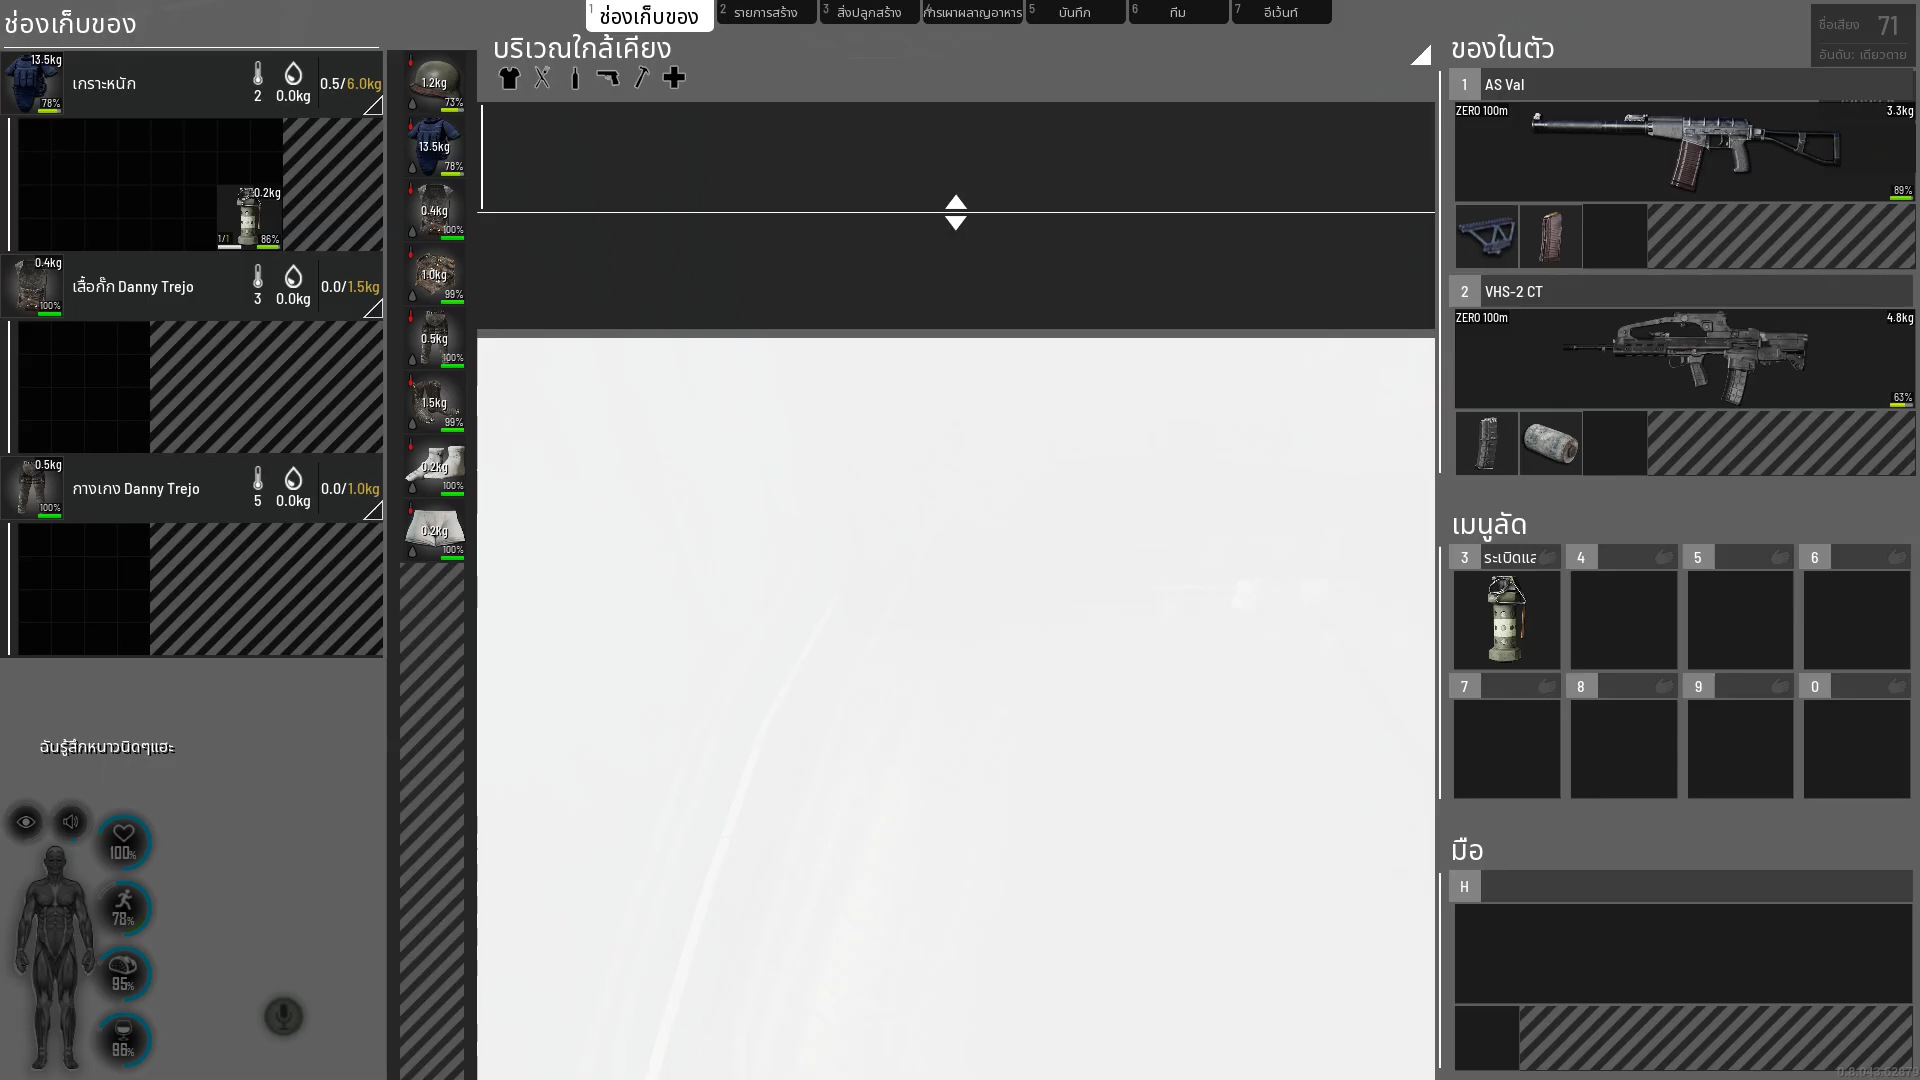 ช่องเก็บของ
1 ช่องเก็บของ
2 รายการสร้าง
3 สิ่งปลูกสร้าง
4 การเผาผลาญอาหาร
5 บันทึก
6 ทีม
7 อีเว้นท์
13.5kg
78%
เกราะหนัก
2
0.0kg
0.5/6.0kg
0.2kg
1/1
86%
0.4kg
100%
เสื้อกั๊ก Danny Trejo
3
0.0kg
0.0/1.5kg
0.5kg
100%
กางเกง Danny Trejo
5
0.0kg
0.0/1.0kg
ฉันรู้สึกหนาวนิดๆแฮะ
100%
78%
95%
96%
1.2kg
73%
13.5kg
78%
0.4kg
100%
1.0kg
99%
0.5kg
100%
1.5kg
99%
0.2kg
100%
0.2kg
100%
บริเวณใกล้เคียง
ของในตัว
ชื่อเสียง 71
อันดับ: เดียวดาย
1 AS Val
ZERO 100m
3.3kg
89%
2 VHS-2 CT
ZERO 100m
4.8kg
63%
เมนูลัด
3 ระเบิดแส
4
5
6
7
8
9
0
มือ
H